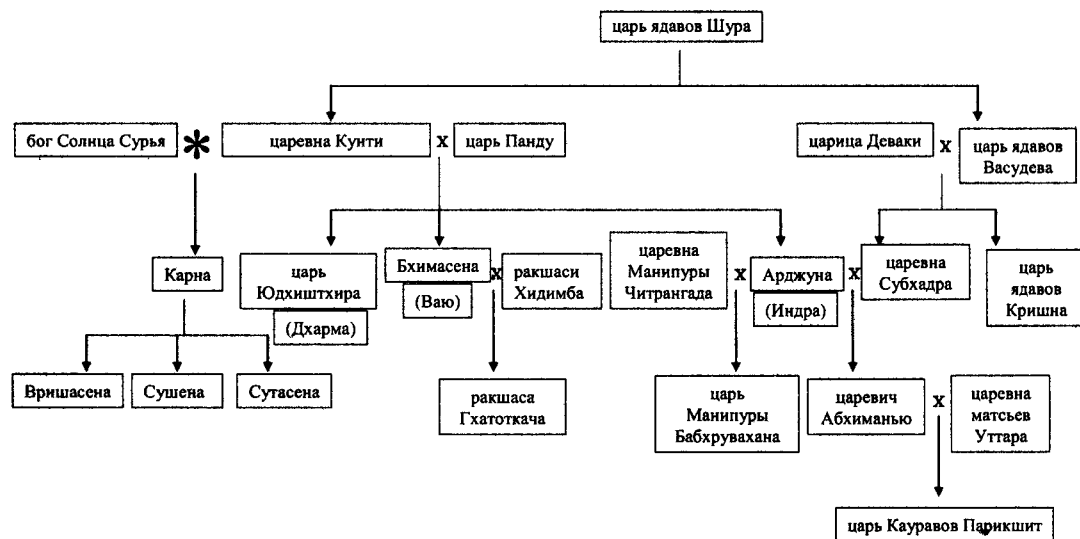 царь ядавов Шура
бог Солнца Сурья * царевна Кунти х царь Панду
царица Деваки х царь ядавов
Васудева
Карна
царь
Юдхиштхира
(Дхарма)
Бхимасена
(Ваю)
х
ракшаси
Хидимба
царевна
Манипуры
Читрангада
х
Арджуна
(Индра)
х
царевна
Субхадра
царь
ядавов
Кришна
Вришасена
Сушена
Сутасена
ракшаса
Гхатоткача
царь
Манипуры
Бабхрувахана
царевич
Абхиманью
х
царевна
матсьев
Уттара
царь Кауравов Парикшит